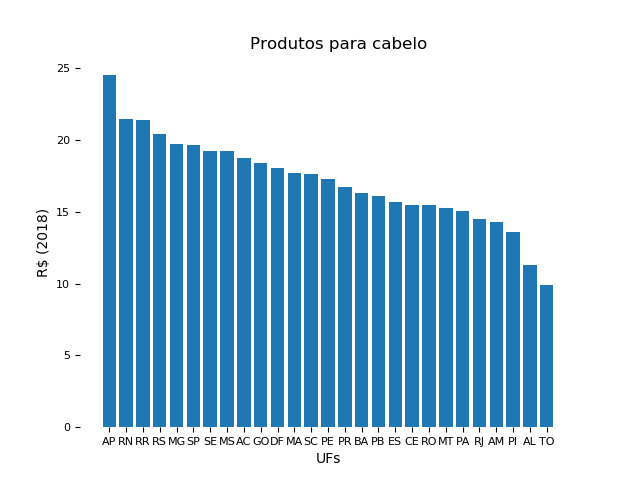 Produtos para cabelo
25
20
15
10
5
0
R$ (2018)
AP RN RR RS MG SP SE MS AC GO DF MA SC PE PR BA PB ES CE RO MT PA RJ AM PI AL TO
UFs